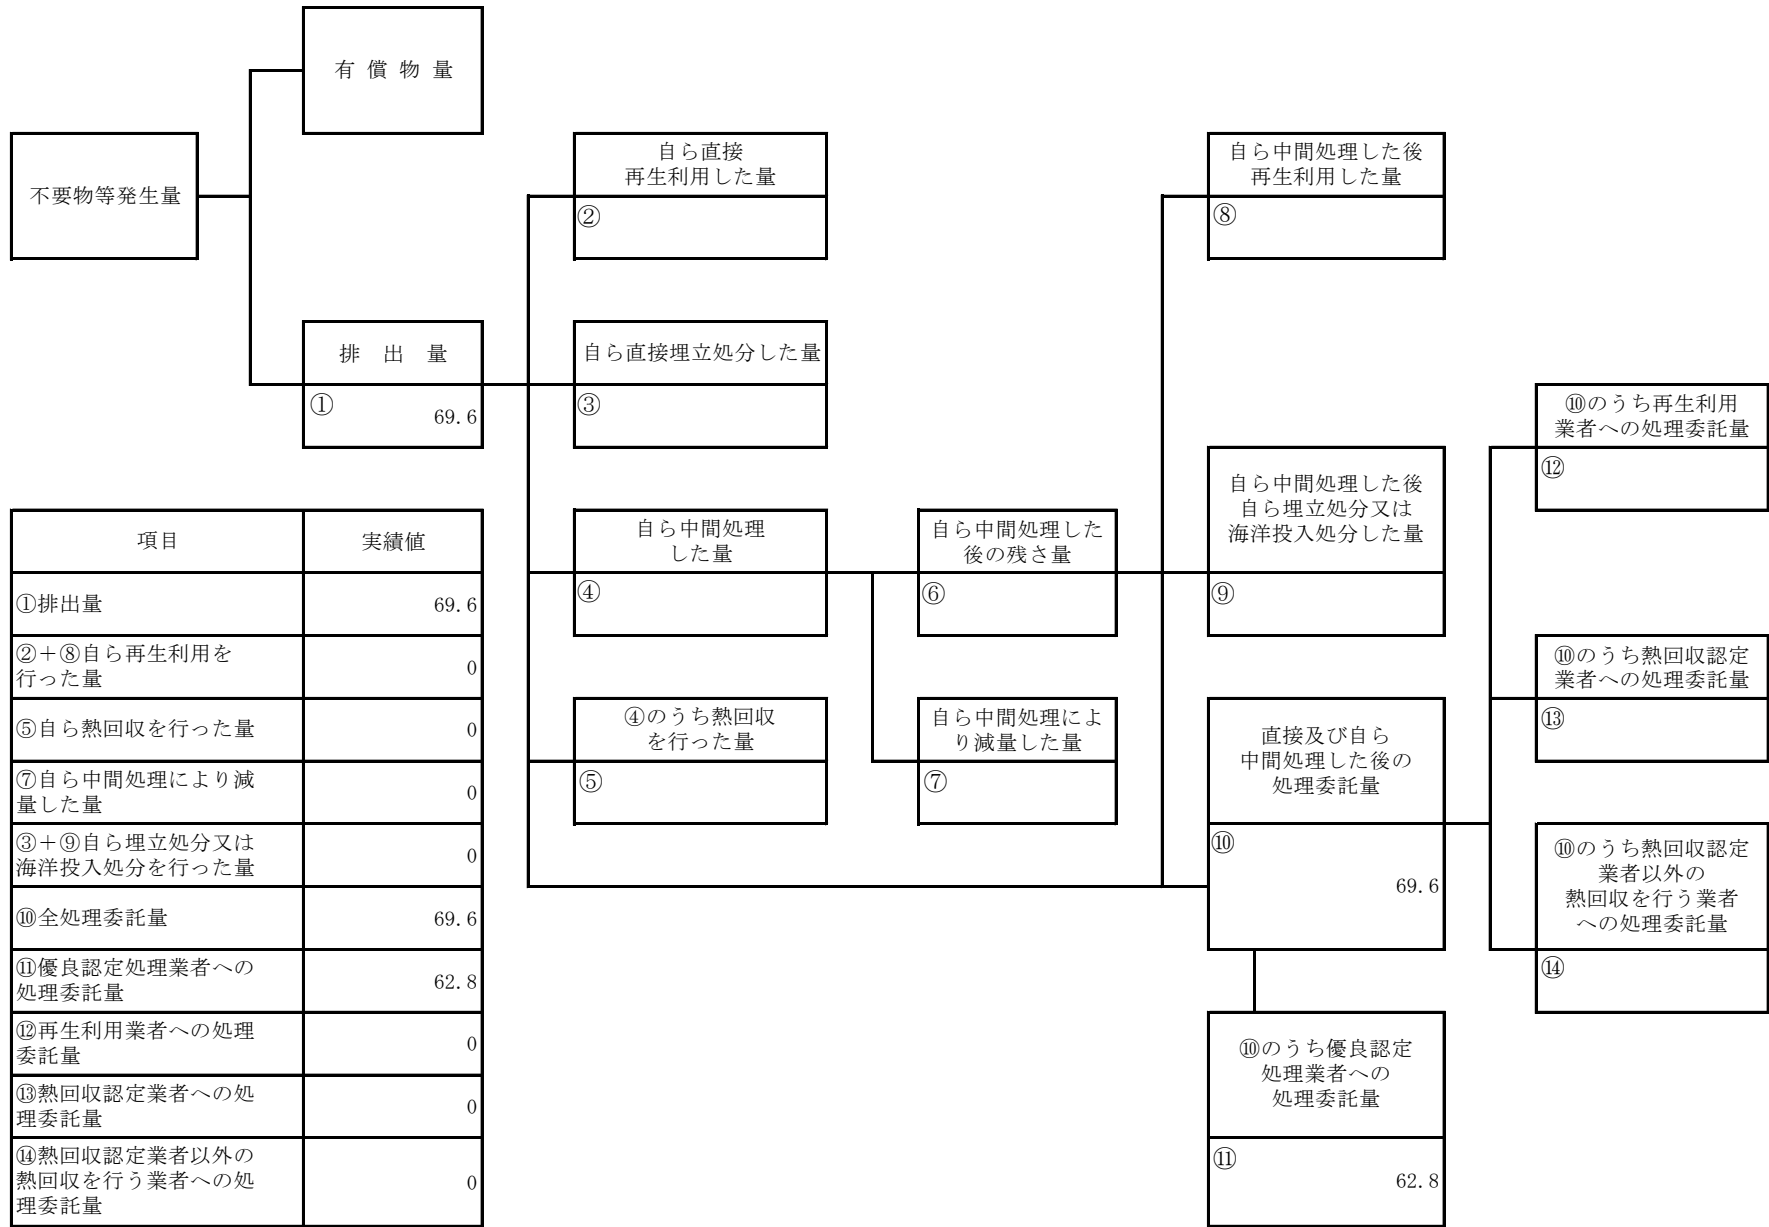 有償物量
不要物等発生量
排出量
①
69.6
自ら直接
再生利用した量
②
自ら直接埋立処分した量
③
自ら中間処理
した量
④
④のうち熱回収
を行った量
⑤
自ら中間処理した
後の残さ量
⑥
自ら中間処理によ
り減量した量
⑦
自ら中間処理した後
再生利用した量
⑧
自ら中間処理した後
自ら埋立処分又は
海洋投入処分した量
⑨
直接及び自ら
中間処理した後の
処理委託量
⑩
69.6
⑩のうち優良認定
処理業者への
処理委託量
⑪
62.8
⑩のうち再生利用
業者への処理委託量
⑫
⑩のうち熱回収認定
業者への処理委託量
⑬
⑩のうち熱回収認定
業者以外の
熱回収を行う業者
への処理委託量
⑭
項目 実績値
①排出量 69.6
②+⑧自ら再生利用を
行った量 0
⑤自ら熱回収を行った量 0
⑦自ら中間処理により減
量した量 0
③+⑨自ら埋立処分又は
海洋投入処分を行った量 0
⑩全処理委託量 69.6
⑪優良認定処理業者への
処理委託量 62.8
⑫再生利用業者への処理
委託量 0
⑬熱回収認定業者への処
理委託量 0
⑭熱回収認定業者以外の
熱回収を行う業者への処
理委託量 0